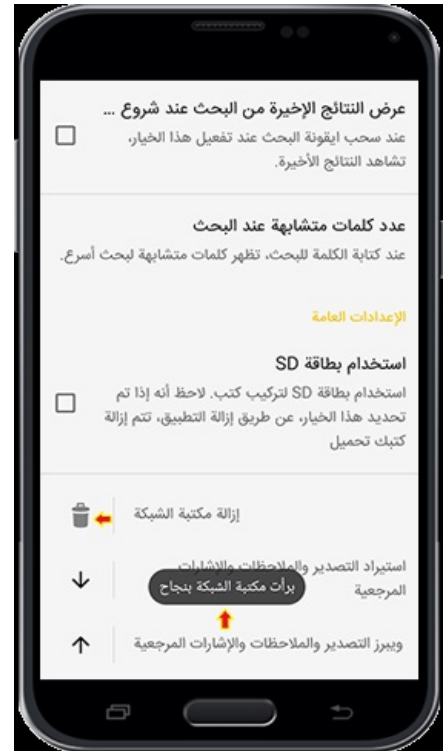 عرض النتائج الإخيرة من البحث عند شروع ...
عند سحب ايقونة البحث عند تفعيل هذا الخيار،
تشاهد النتائج الأخيرة.
عدد كلمات متشابهة عند البحث
عند كتابة الكلمة للبحث، تظهر كلمات متشابهة لبحث أسرع.
الإعدادات العامة
استخدام بطاقة SD
استخدام بطاقة SD لتركيب كتب. لاحظ أنه إذا تم
تحديد هذا الخيار، عن طريق إزالة التطبيق، تتم إزالة
كتبك تحميل
إزالة مكتبة الشبكة
استيراد التصدير والملاحظات والإشارات
المرجعية
برأت مكتبة الشبكة بنجاح
ويبرز التصدير والملاحظات والإشارات المرجعية